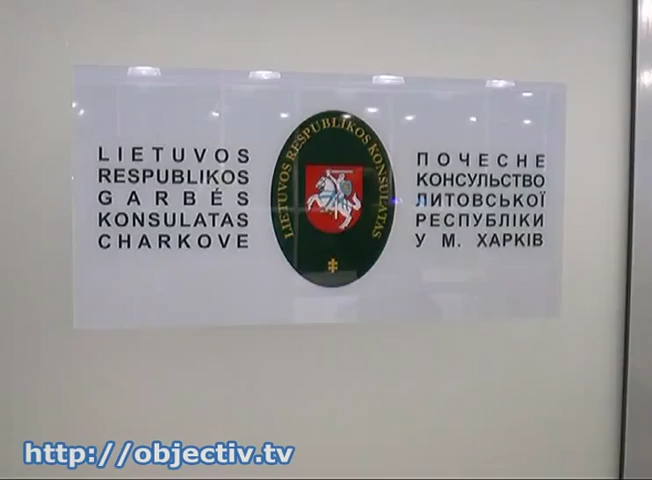 LIETUVOS
RESPUBLIKOS
GARBĖS
KONSULATAS
CHARKOVE
LIETUVOS RESPUBLIKOS KONSULATAS
ПОЧЕСНЕ
КОНСУЛЬСТВО
ЛИТОВСЬКОЇ
РЕСПУБЛІКИ
У М. ХАРКІВ
http://objectiv.tv